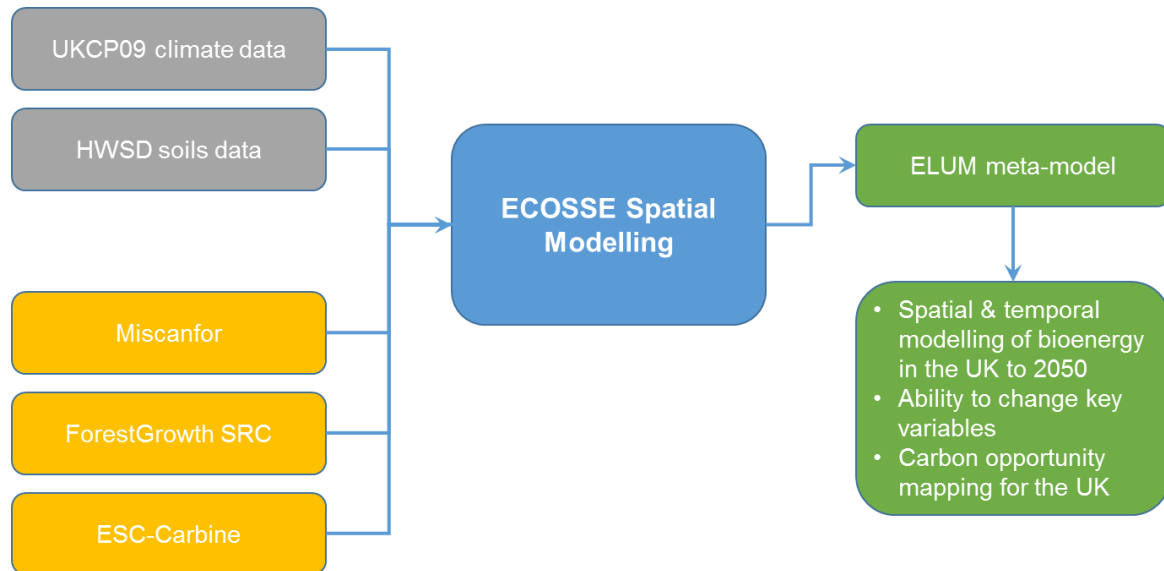 UKCP09 climate data
HWSD soils data
Miscanfor
ForestGrowth SRC
ESC-Carbine
ECOSSE Spatial
Modelling
ELUM meta-model
• Spatial & temporal
modelling of bioenergy
in the UK to 2050
• Ability to change key
variables
• Carbon opportunity
mapping for the UK